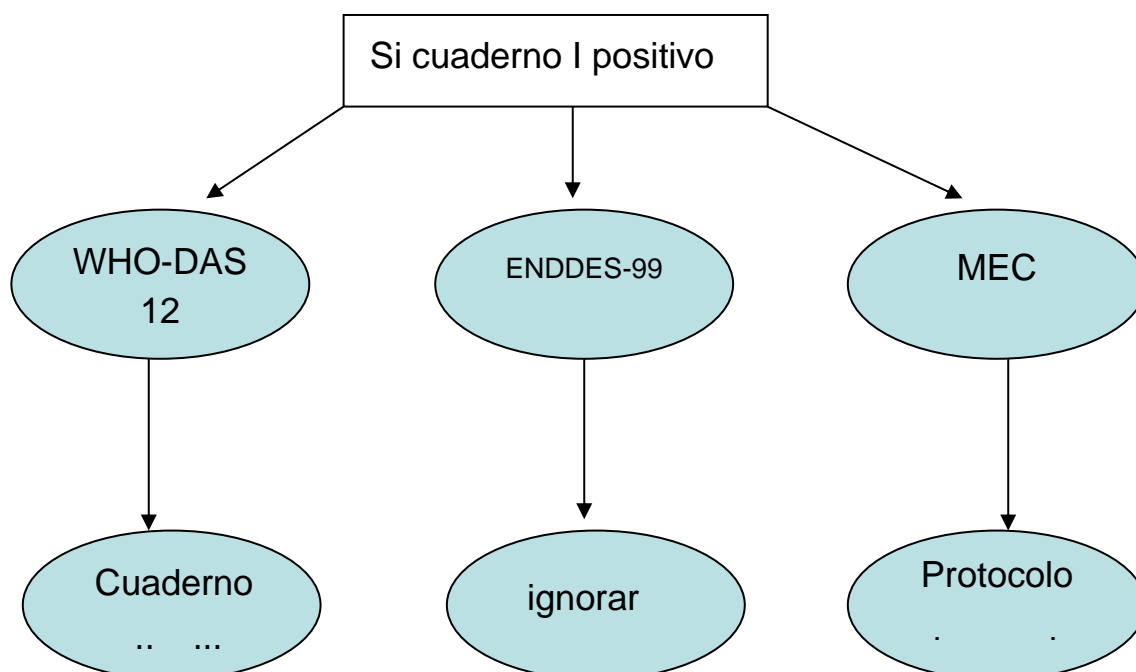 Si cuaderno I positivo
WHO-DAS
12
ENDDES-99
MEC
Cuaderno
ignorar
Protocolo